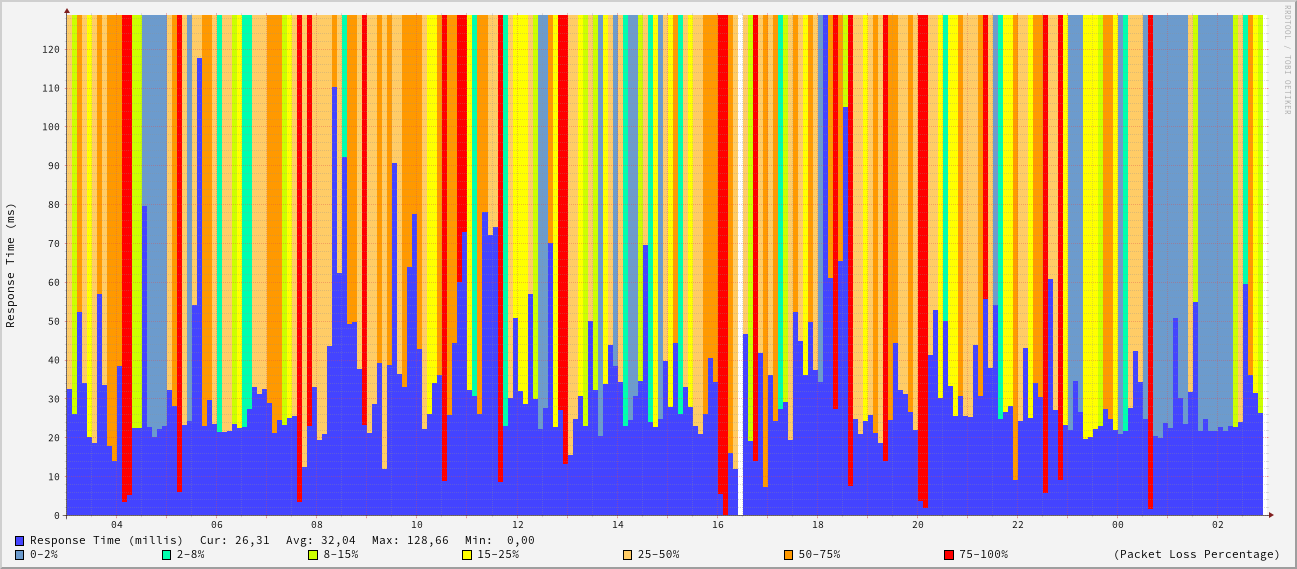 RRDTOOL / TOBI OETIKER
Response Time (ms)
120
110
100
90
80
70
60
50
40
30
20
10
0
04 06 08 10 12 14 16 18 20 22 00 02
Response Time (millis) Cur: 26,31 Avg: 32,04 Max: 128,66 Min: 0,00
0-2% 2-8% 8-15% 15-25% 25-50% 50-75% 75-100% (Packet Loss Percentage)